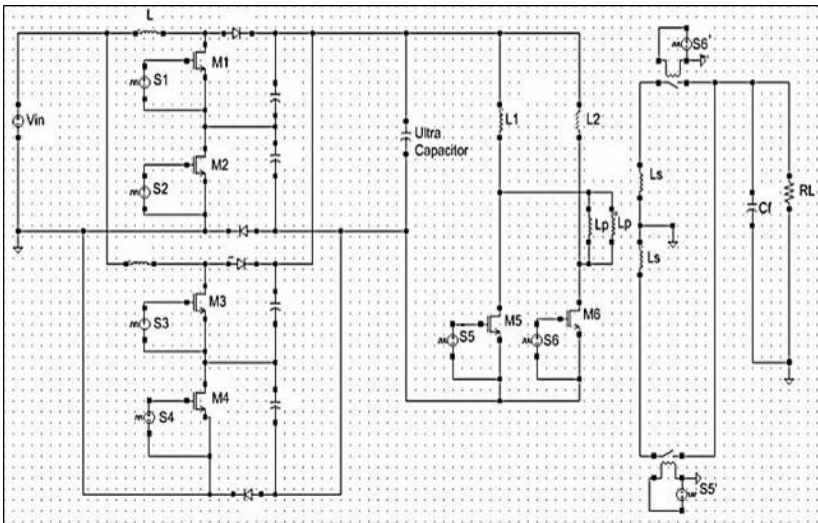 L
M1
S1
Vin
M2
S2
Ultra
Capacitor
L1
L2
Lp
Lp
M3
S3
M4
S4
M5
S5
M6
S6
S6'
Ls
Ls
Cf
RL
S5'